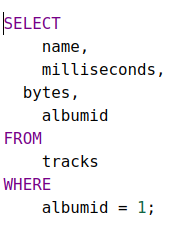 SELECT
    name,
    milliseconds,
  bytes,
    albumid
FROM
    tracks
WHERE
    albumid = 1;